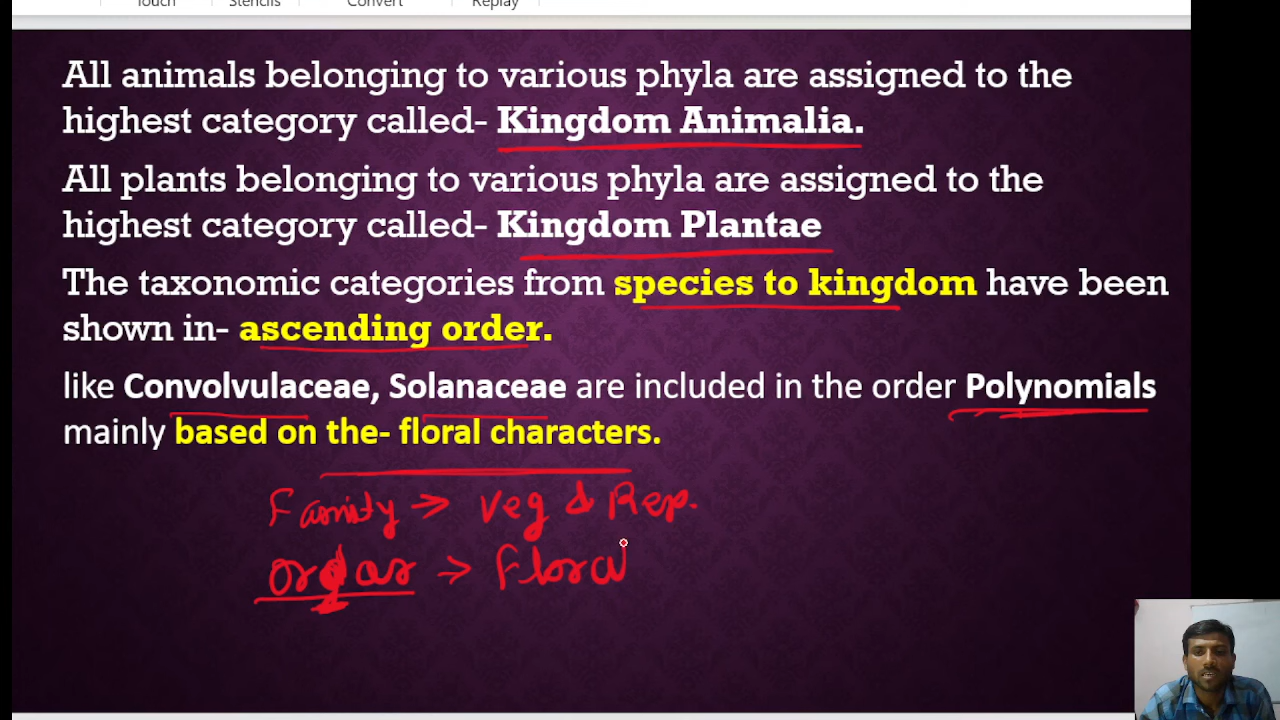 Touch Stencils Convert Replay
All animals belonging to various phyla are assigned to the
highest category called- Kingdom Animalia.
All plants belonging to various phyla are assigned to the
highest category called- Kingdom Plantae
The taxonomic categories from species to kingdom have been
shown in- ascending order.
like Convolvulaceae, Solanaceae are included in the order Polynomials
mainly based on the- floral characters.
Family → Veg & Rep.
order → Floral